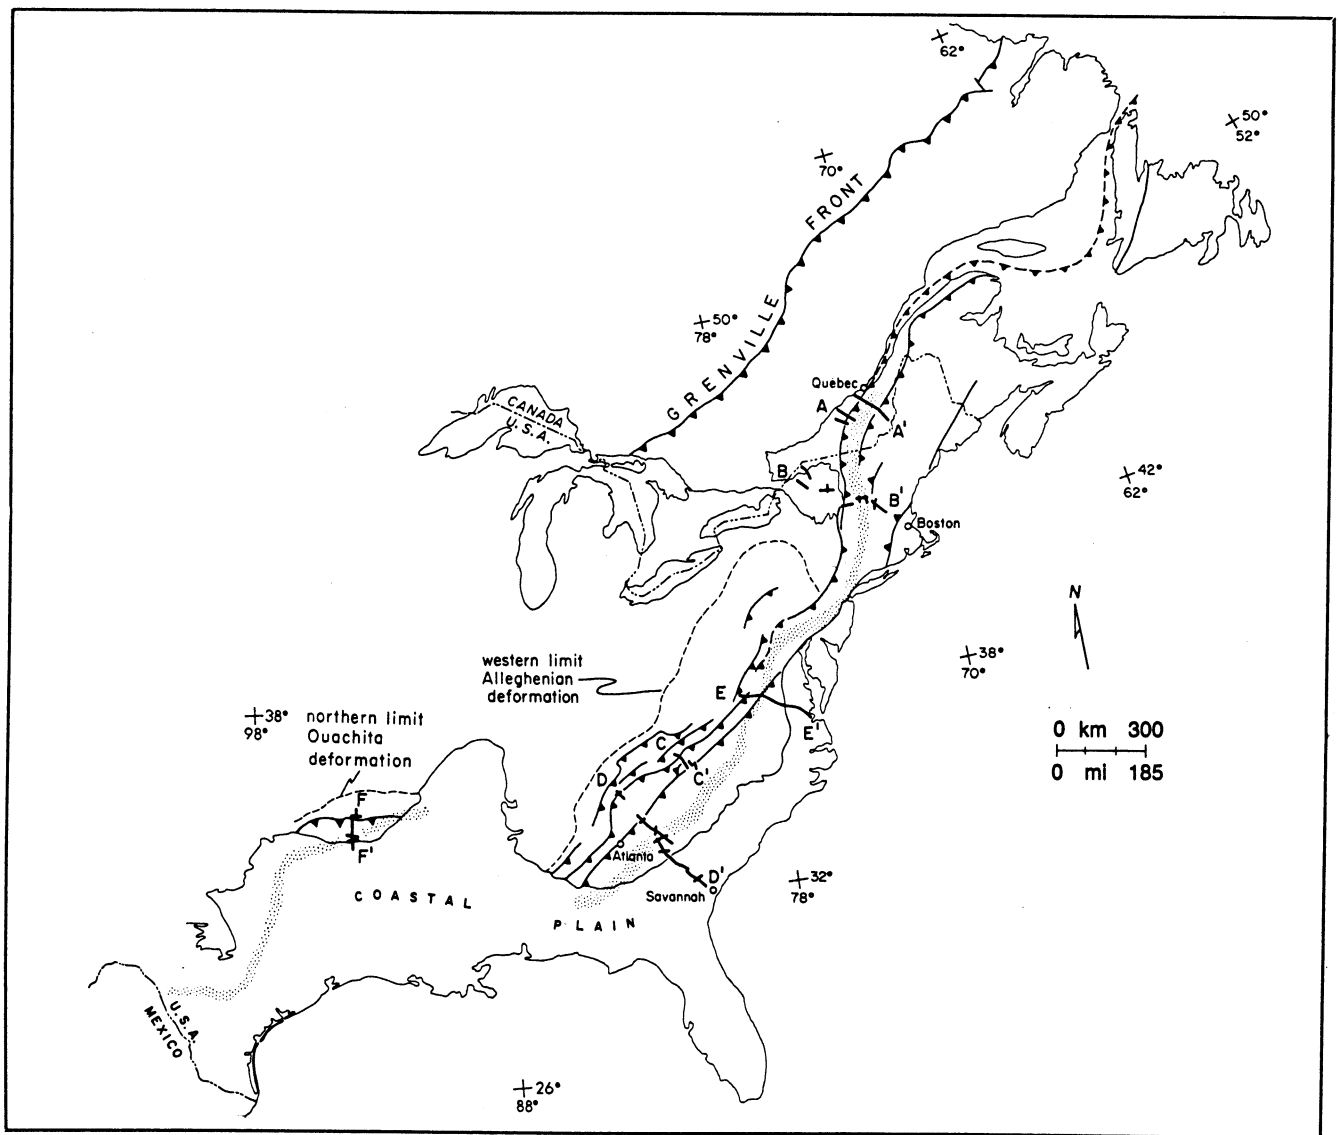 62°
50°
52°
70°
GRENVILLE FRONT
50°
78°
Québec
CANADA
U.S.A.
A
A'
B
B'
42°
62°
Boston
N
western limit
Alleghenian
deformation
38°
70°
E
E'
38°
98°
northern limit
Ouachita
deformation
0 km 300
0 mi 185
C
C'
D
F
F'
Atlanta
D'
Savannah
32°
78°
COASTAL
PLAIN
U.S.A.
MEXICO
26°
88°